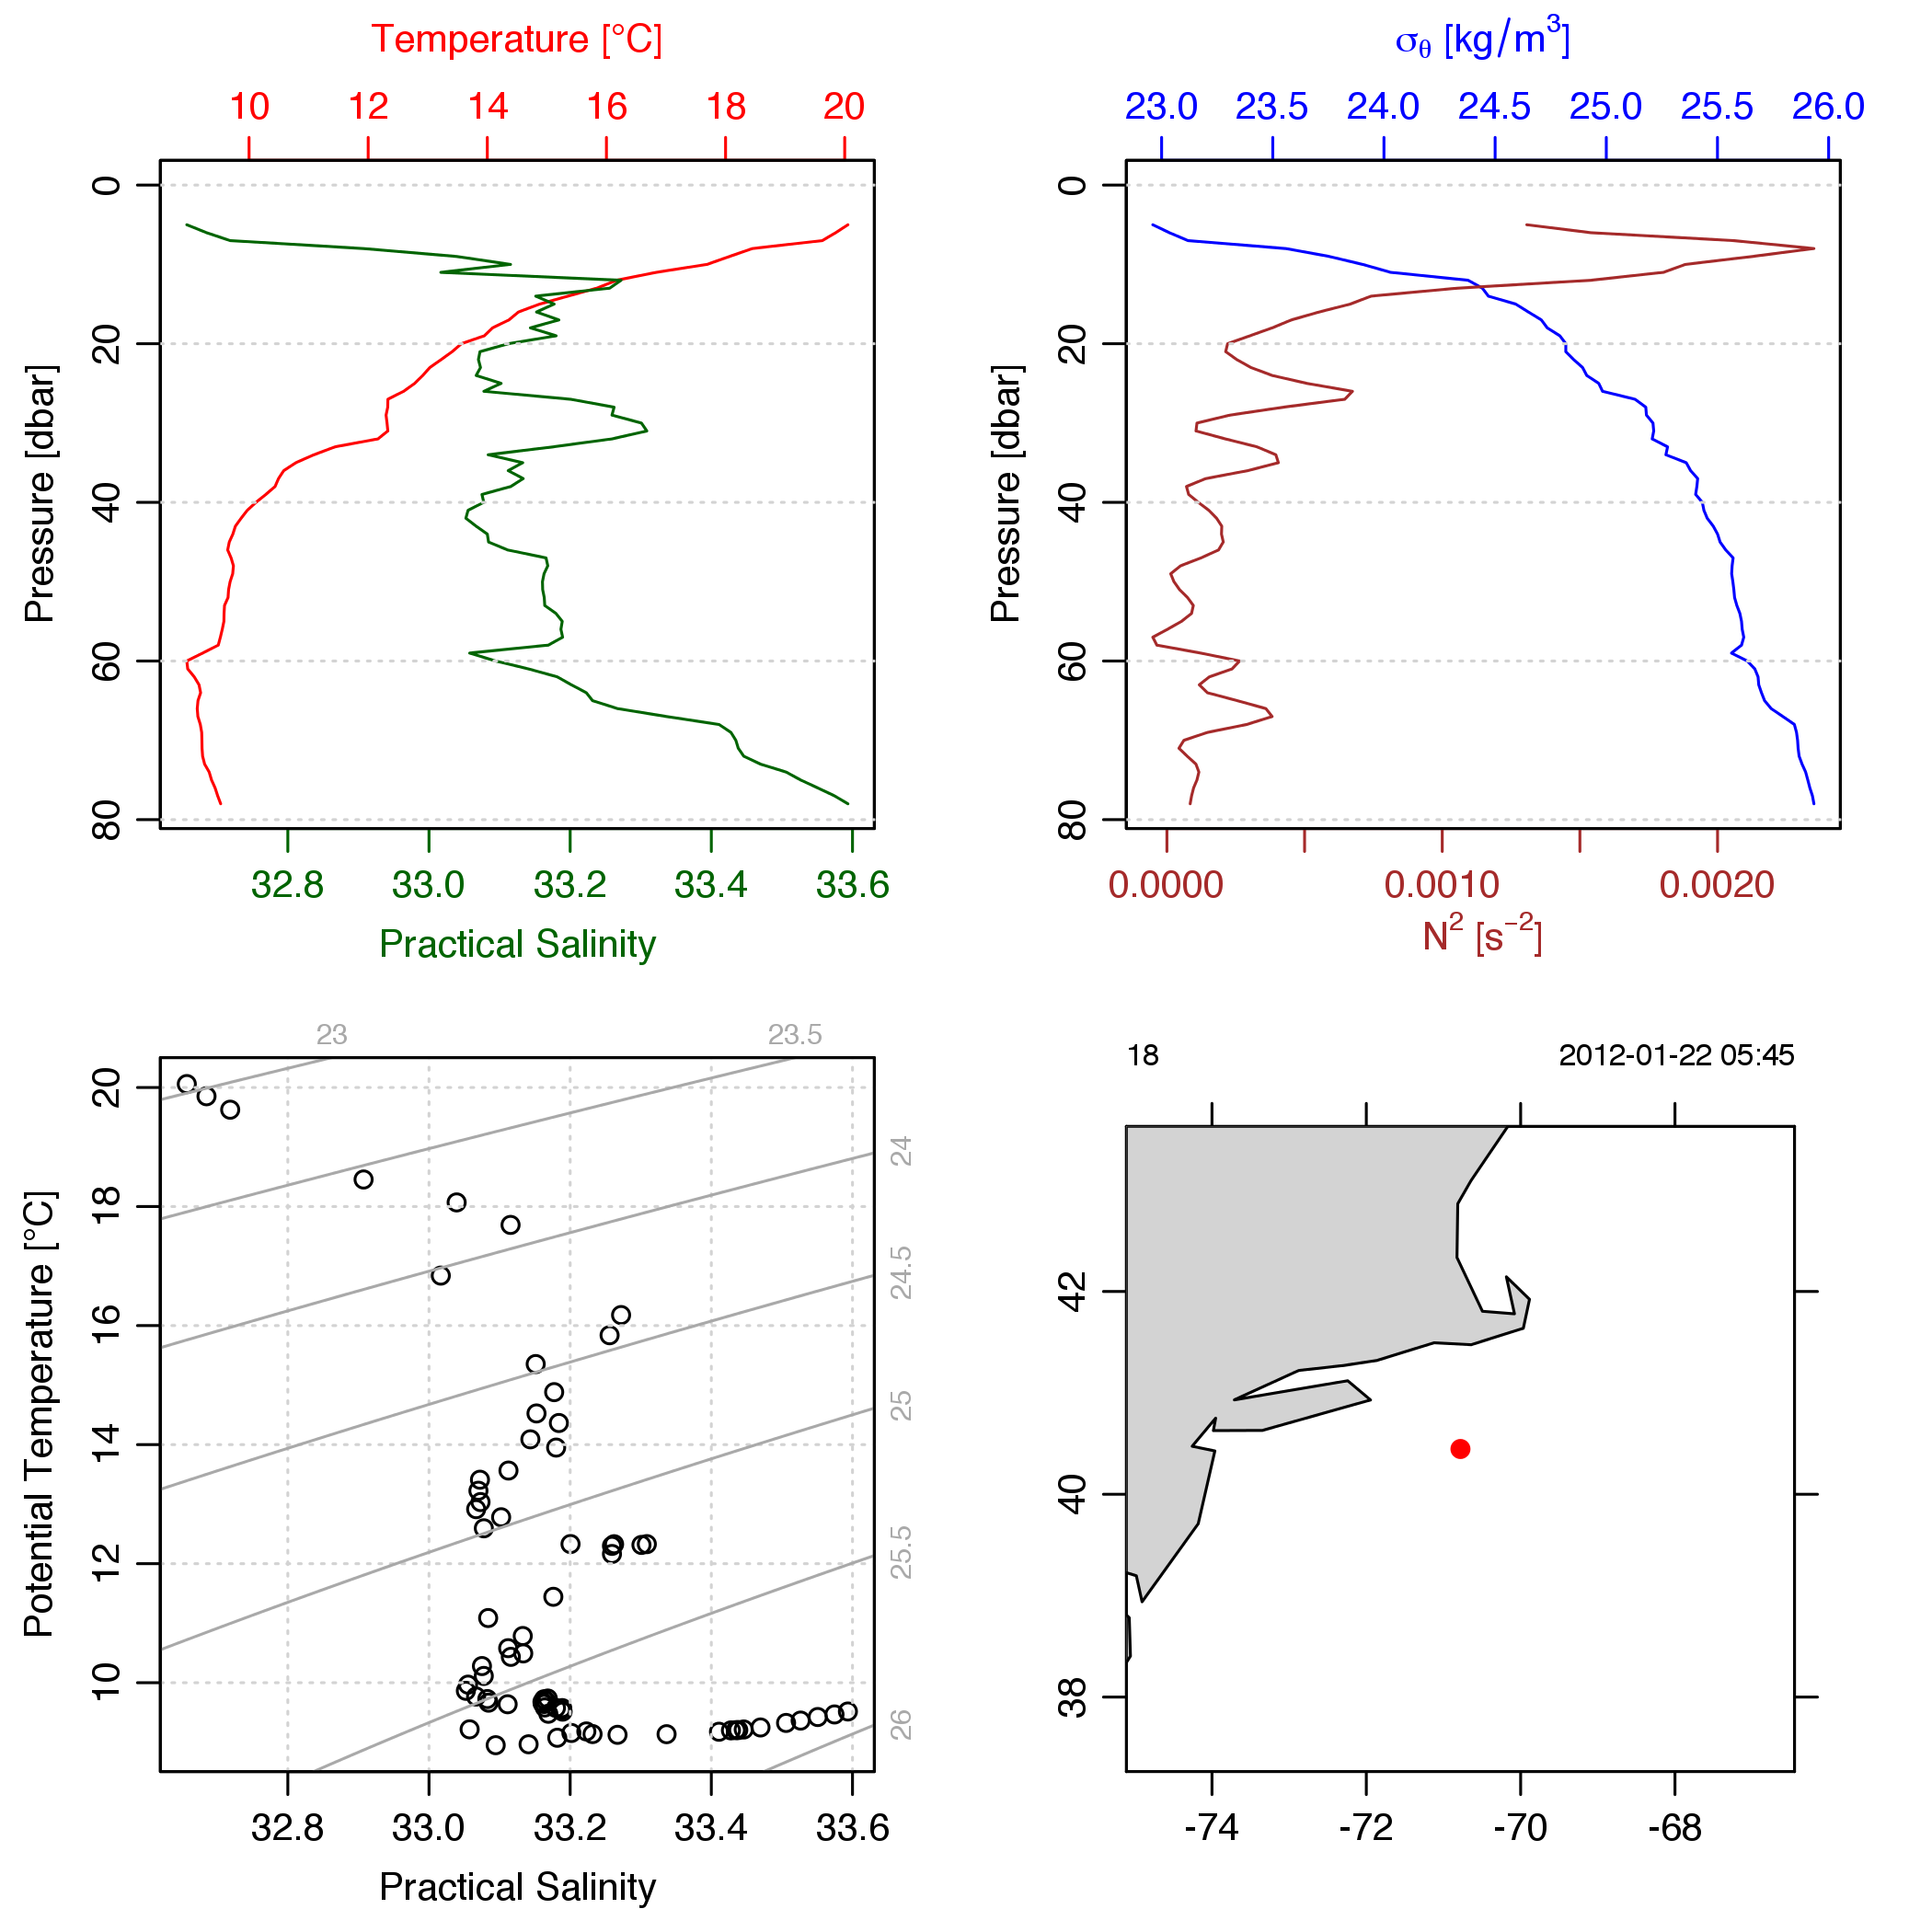 Temperature [°C]
10 12 14 16 18 20
0
20
40
60
80
Pressure [dbar]
32.8 33.0 33.2 33.4 33.6
Practical Salinity
σθ [kg/m³]
23.0 23.5 24.0 24.5 25.0 25.5 26.0
0
20
40
60
80
Pressure [dbar]
0.0000 0.0010 0.0020
N² [s⁻²]
23 23.5
24
24.5
25
25.5
26
20
18
16
14
12
10
Potential Temperature [°C]
32.8 33.0 33.2 33.4 33.6
Practical Salinity
18 2012-01-22 05:45
42
40
38
-74 -72 -70 -68